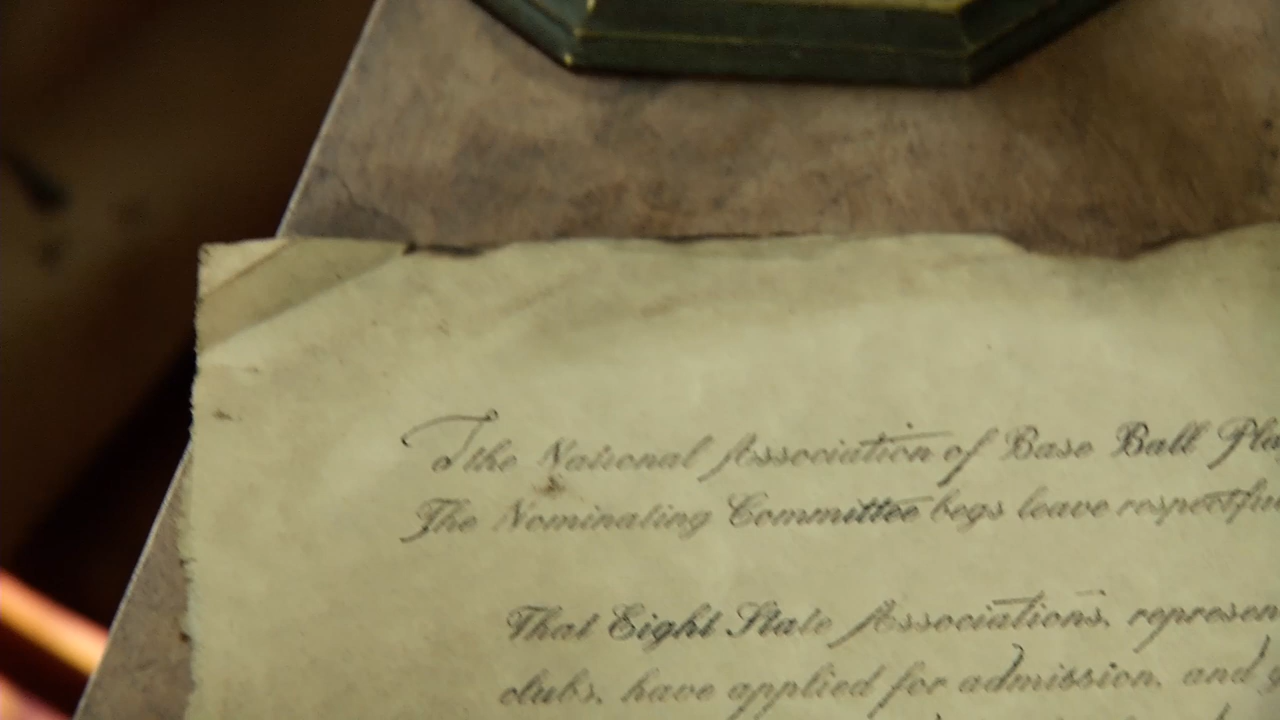 To the National Association of Base Ball
The Nominating Committee begs leave
That Eight State Associations, represen
clubs, have applied for admission, and